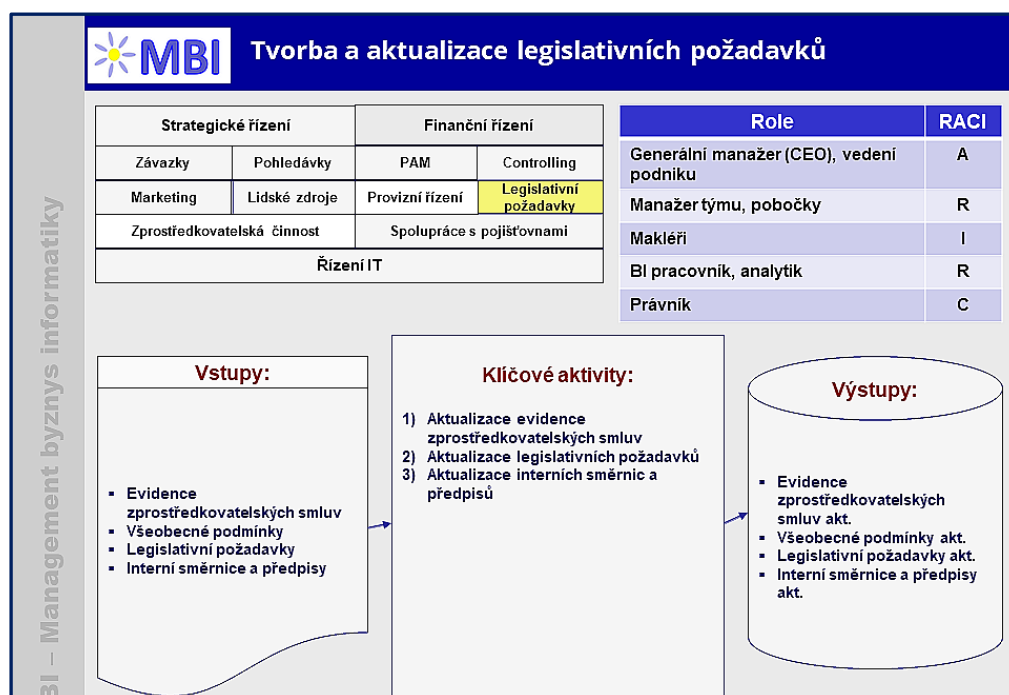 MBI
Tvorba a aktualizace legislativních požadavků
Strategické řízení
Finanční řízení
Závazky
Pohledávky
PAM
Controlling
Marketing
Lidské zdroje
Provizní řízení
Legislativní
požadavky
Zprostředkovatelská činnost
Spolupráce s pojišťovnami
Řízení IT
Role
RACI
Generální manažer (CEO), vedení
podniku
A
Manažer týmu, pobočky
R
Makléři
I
BI pracovník, analytik
R
Právník
C
Vstupy:
▪ Evidence
zprostředkovatelských smluv
▪ Všeobecné podmínky
▪ Legislativní požadavky
▪ Interní směrnice a předpisy
Klíčové aktivity:
1) Aktualizace evidence
zprostředkovatelských smluv
2) Aktualizace legislativních požadavků
3) Aktualizace interních směrnic a
předpisů
Výstupy:
▪ Evidence
zprostředkovatelských
smluv akt.
▪ Všeobecné podmínky akt.
▪ Legislativní požadavky akt.
▪ Interní směrnice a předpisy
akt.
BI – Management byznys informatiky